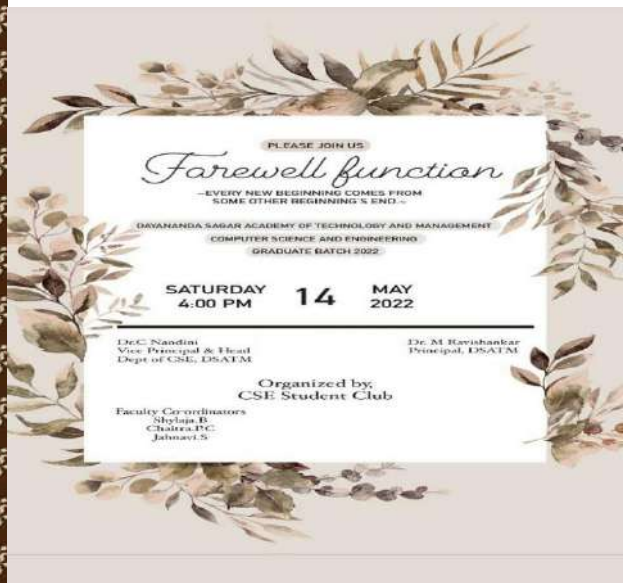 PLEASE JOIN US
Farewell function
~EVERY NEW BEGINNING COMES FROM
SOME OTHER BEGINNING'S END.~
DAYANANDA SAGAR ACADEMY OF TECHNOLOGY AND MANAGEMENT
COMPUTER SCIENCE AND ENGINEERING
GRADUATE BATCH 2022
SATURDAY
4:00 PM
14
MAY
2022
Dr.C Nandini
Vice Principal & Head
Dept of CSE, DSATM
Dr. M Ravishankar
Principal, DSATM
Organized by,
CSE Student Club
Faculty Co-ordinators
Shylaja.B
Chaitra.P.C
Jahnavi.S